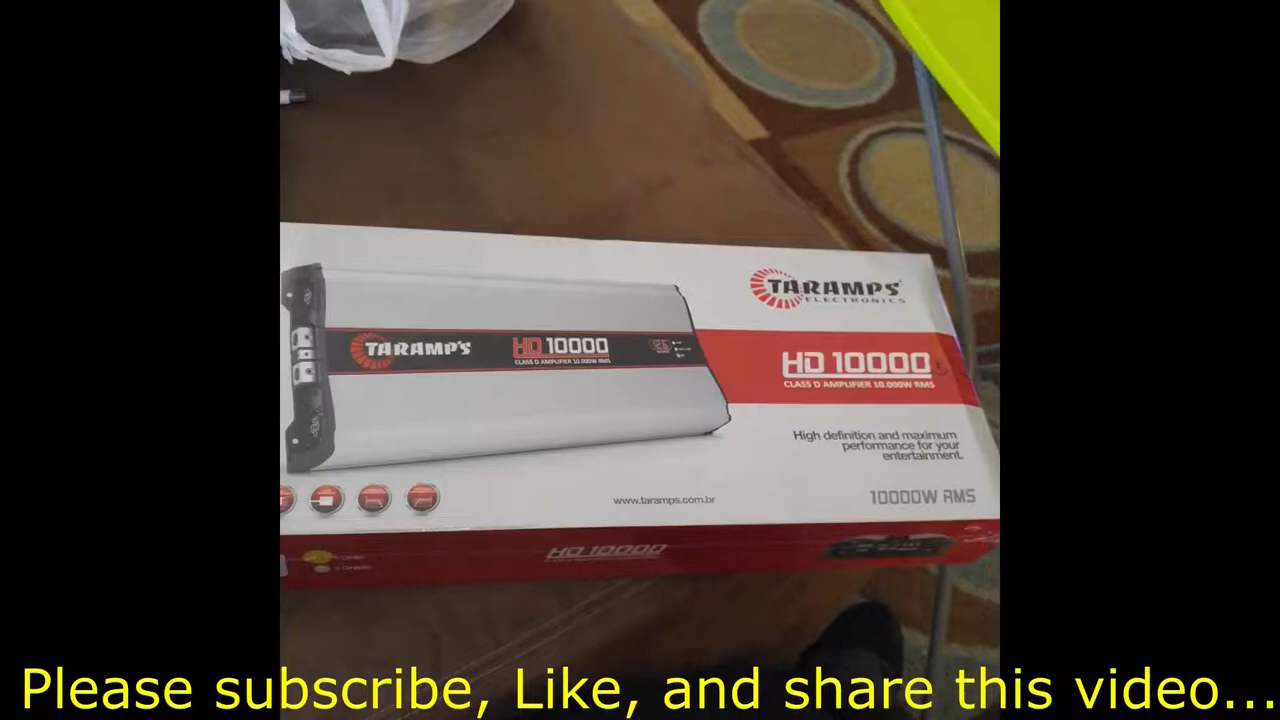 TARAMPS
ELECTRONICS
TARAMP'S
HD 10000
CLASS D AMPLIFIER 10.000W RMS
HD 10000
CLASS D AMPLIFIER 10.000W RMS
High definition and maximum
performance for your
entertainment.
www.taramps.com.br
10000W RMS
HD 10000
Please subscribe, Like, and share this video...